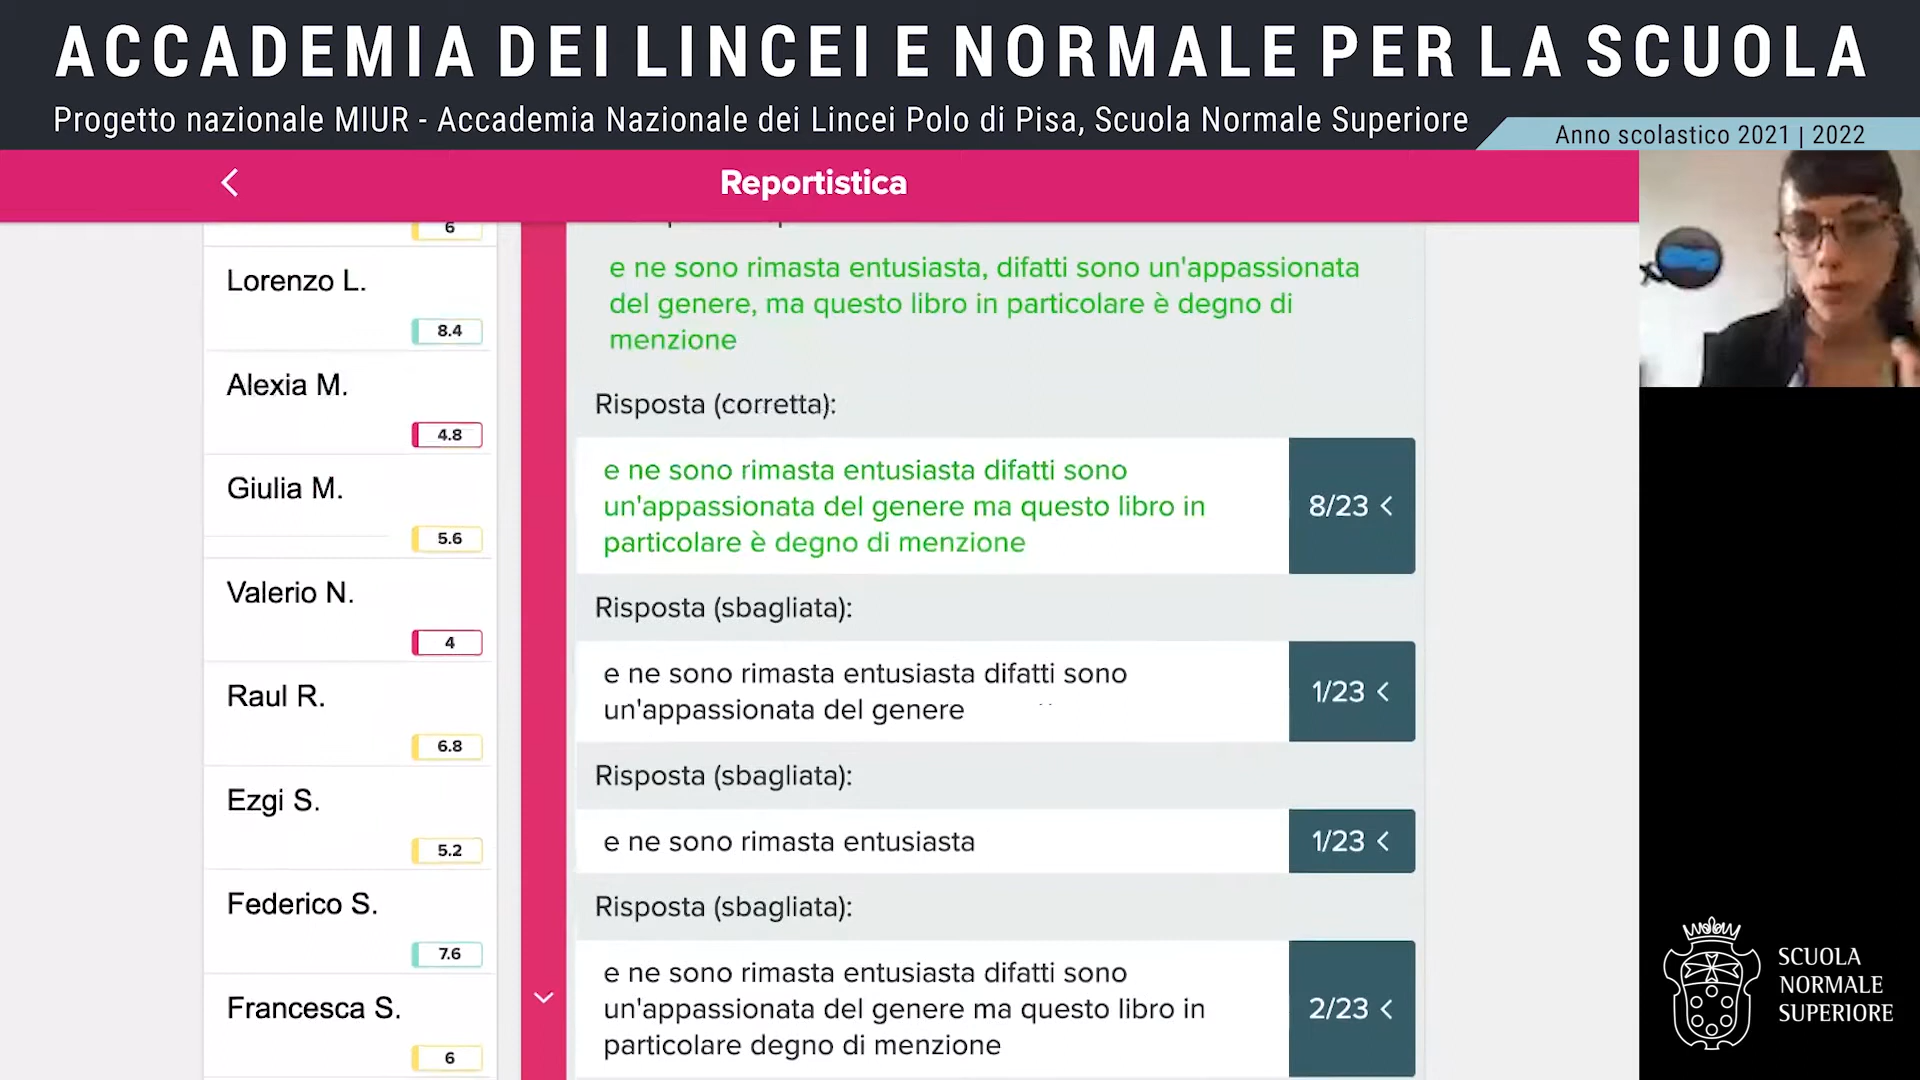 ACCADEMIA DEI LINCEI E NORMALE PER LA SCUOLA
Progetto nazionale MIUR - Accademia Nazionale dei Lincei Polo di Pisa, Scuola Normale Superiore
Anno scolastico 2021 | 2022
Reportistica
6
Lorenzo L.
8.4
Alexia M.
4.8
Giulia M.
5.6
Valerio N.
4
Raul R.
6.8
Ezgi S.
5.2
Federico S.
7.6
Francesca S.
6
e ne sono rimasta entusiasta, difatti sono un'appassionata
del genere, ma questo libro in particolare è degno di
menzione
Risposta (corretta):
e ne sono rimasta entusiasta difatti sono
un'appassionata del genere ma questo libro in
particolare è degno di menzione
8/23 <
Risposta (sbagliata):
e ne sono rimasta entusiasta difatti sono
un'appassionata del genere
1/23 <
Risposta (sbagliata):
e ne sono rimasta entusiasta
1/23 <
Risposta (sbagliata):
e ne sono rimasta entusiasta difatti sono
un'appassionata del genere ma questo libro in
particolare degno di menzione
2/23 <
SCUOLA
NORMALE
SUPERIORE